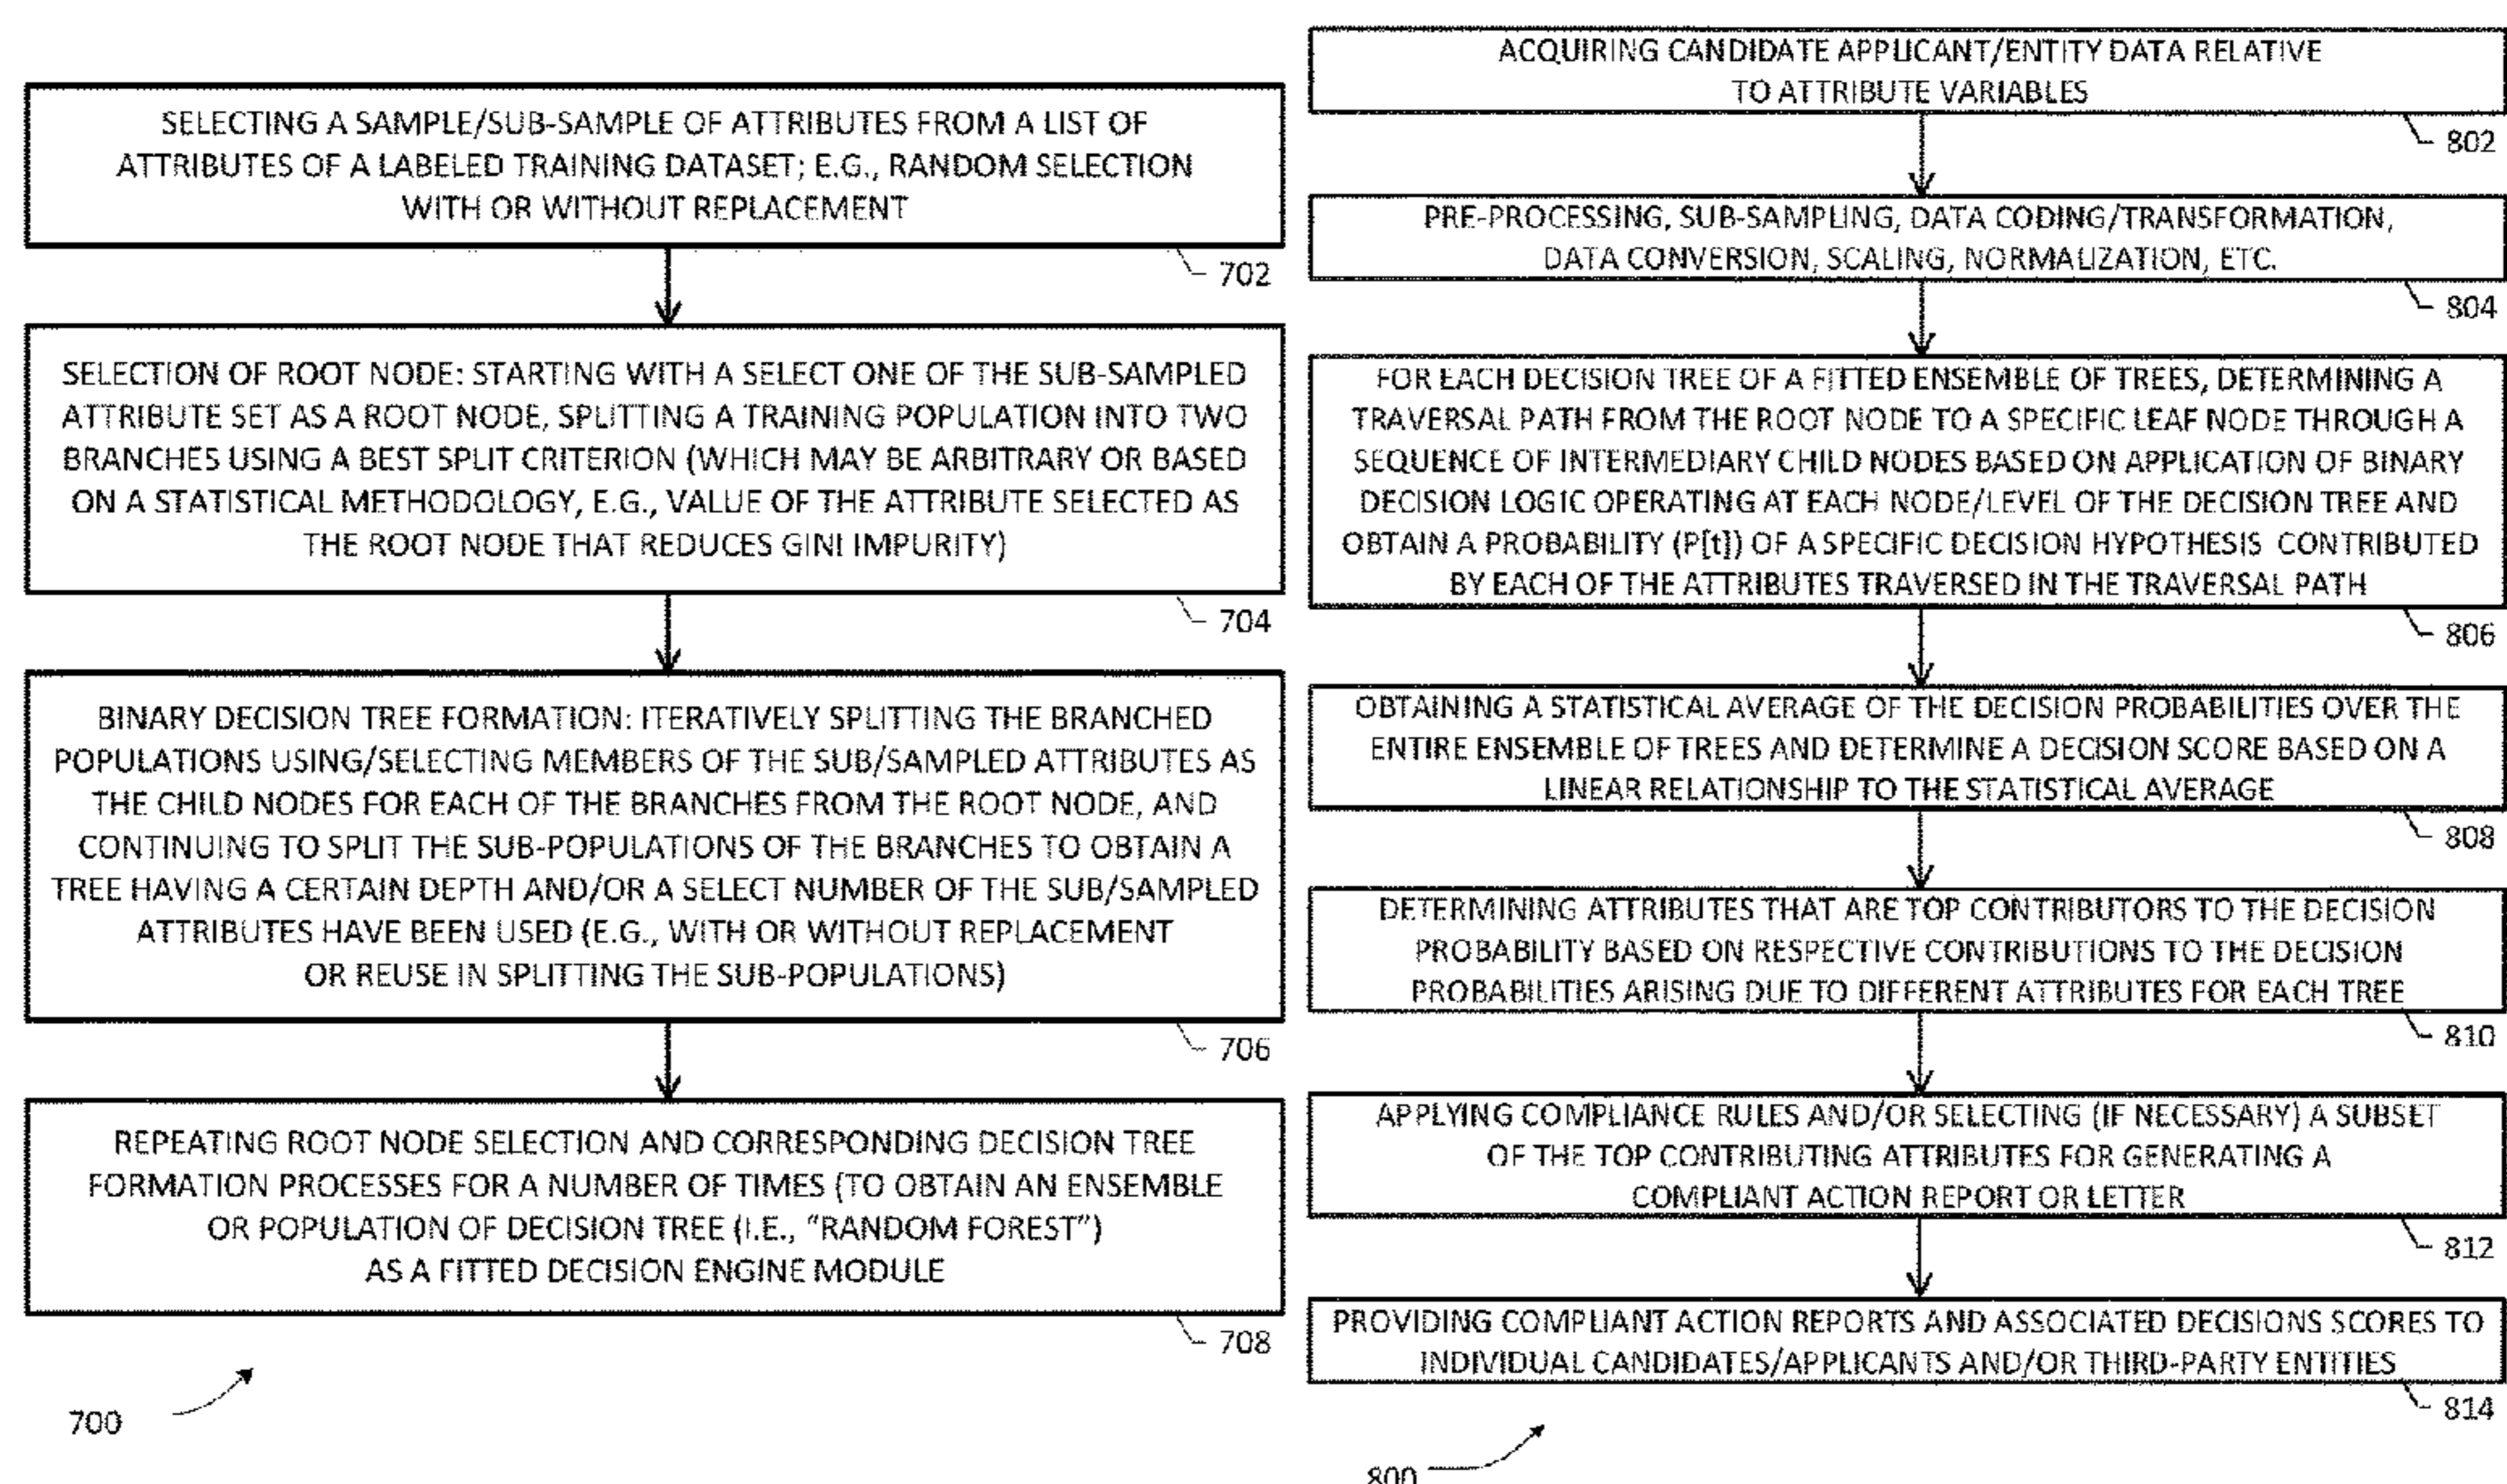 SELECTING A SAMPLE/SUB-SAMPLE OF ATTRIBUTES FROM A LIST OF
ATTRIBUTES OF A LABELED TRAINING DATASET; E.G., RANDOM SELECTION
WITH OR WITHOUT REPLACEMENT
702
SELECTION OF ROOT NODE: STARTING WITH A SELECT ONE OF THE SUB-SAMPLED
ATTRIBUTE SET AS A ROOT NODE, SPLITTING A TRAINING POPULATION INTO TWO
BRANCHES USING A BEST SPLIT CRITERION (WHICH MAY BE ARBITRARY OR BASED
ON A STATISTICAL METHODOLOGY, E.G., VALUE OF THE ATTRIBUTE SELECTED AS
THE ROOT NODE THAT REDUCES GINI IMPURITY)
704
BINARY DECISION TREE FORMATION: ITERATIVELY SPLITTING THE BRANCHED
POPULATIONS USING/SELECTING MEMBERS OF THE SUB/SAMPLED ATTRIBUTES AS
THE CHILD NODES FOR EACH OF THE BRANCHES FROM THE ROOT NODE, AND
CONTINUING TO SPLIT THE SUB-POPULATIONS OF THE BRANCHES TO OBTAIN A
TREE HAVING A CERTAIN DEPTH AND/OR A SELECT NUMBER OF THE SUB/SAMPLED
ATTRIBUTES HAVE BEEN USED (E.G., WITH OR WITHOUT REPLACEMENT
OR REUSE IN SPLITTING THE SUB-POPULATIONS)
706
REPEATING ROOT NODE SELECTION AND CORRESPONDING DECISION TREE
FORMATION PROCESSES FOR A NUMBER OF TIMES (TO OBTAIN AN ENSEMBLE
OR POPULATION OF DECISION TREE (I.E., "RANDOM FOREST")
AS A FITTED DECISION ENGINE MODULE
708
700
ACQUIRING CANDIDATE APPLICANT/ENTITY DATA RELATIVE
TO ATTRIBUTE VARIABLES
802
PRE-PROCESSING, SUB-SAMPLING, DATA CODING/TRANSFORMATION,
DATA CONVERSION, SCALING, NORMALIZATION, ETC.
804
FOR EACH DECISION TREE OF A FITTED ENSEMBLE OF TREES, DETERMINING A
TRAVERSAL PATH FROM THE ROOT NODE TO A SPECIFIC LEAF NODE THROUGH A
SEQUENCE OF INTERMEDIARY CHILD NODES BASED ON APPLICATION OF BINARY
DECISION LOGIC OPERATING AT EACH NODE/LEVEL OF THE DECISION TREE AND
OBTAIN A PROBABILITY (P[t]) OF A SPECIFIC DECISION HYPOTHESIS CONTRIBUTED
BY EACH OF THE ATTRIBUTES TRAVERSED IN THE TRAVERSAL PATH
806
OBTAINING A STATISTICAL AVERAGE OF THE DECISION PROBABILITIES OVER THE
ENTIRE ENSEMBLE OF TREES AND DETERMINE A DECISION SCORE BASED ON A
LINEAR RELATIONSHIP TO THE STATISTICAL AVERAGE
808
DETERMINING ATTRIBUTES THAT ARE TOP CONTRIBUTORS TO THE DECISION
PROBABILITY BASED ON RESPECTIVE CONTRIBUTIONS TO THE DECISION
PROBABILITIES ARISING DUE TO DIFFERENT ATTRIBUTES FOR EACH TREE
810
APPLYING COMPLIANCE RULES AND/OR SELECTING (IF NECESSARY) A SUBSET
OF THE TOP CONTRIBUTING ATTRIBUTES FOR GENERATING A
COMPLIANT ACTION REPORT OR LETTER
812
PROVIDING COMPLIANT ACTION REPORTS AND ASSOCIATED DECISIONS SCORES TO
INDIVIDUAL CANDIDATES/APPLICANTS AND/OR THIRD-PARTY ENTITIES
814
800